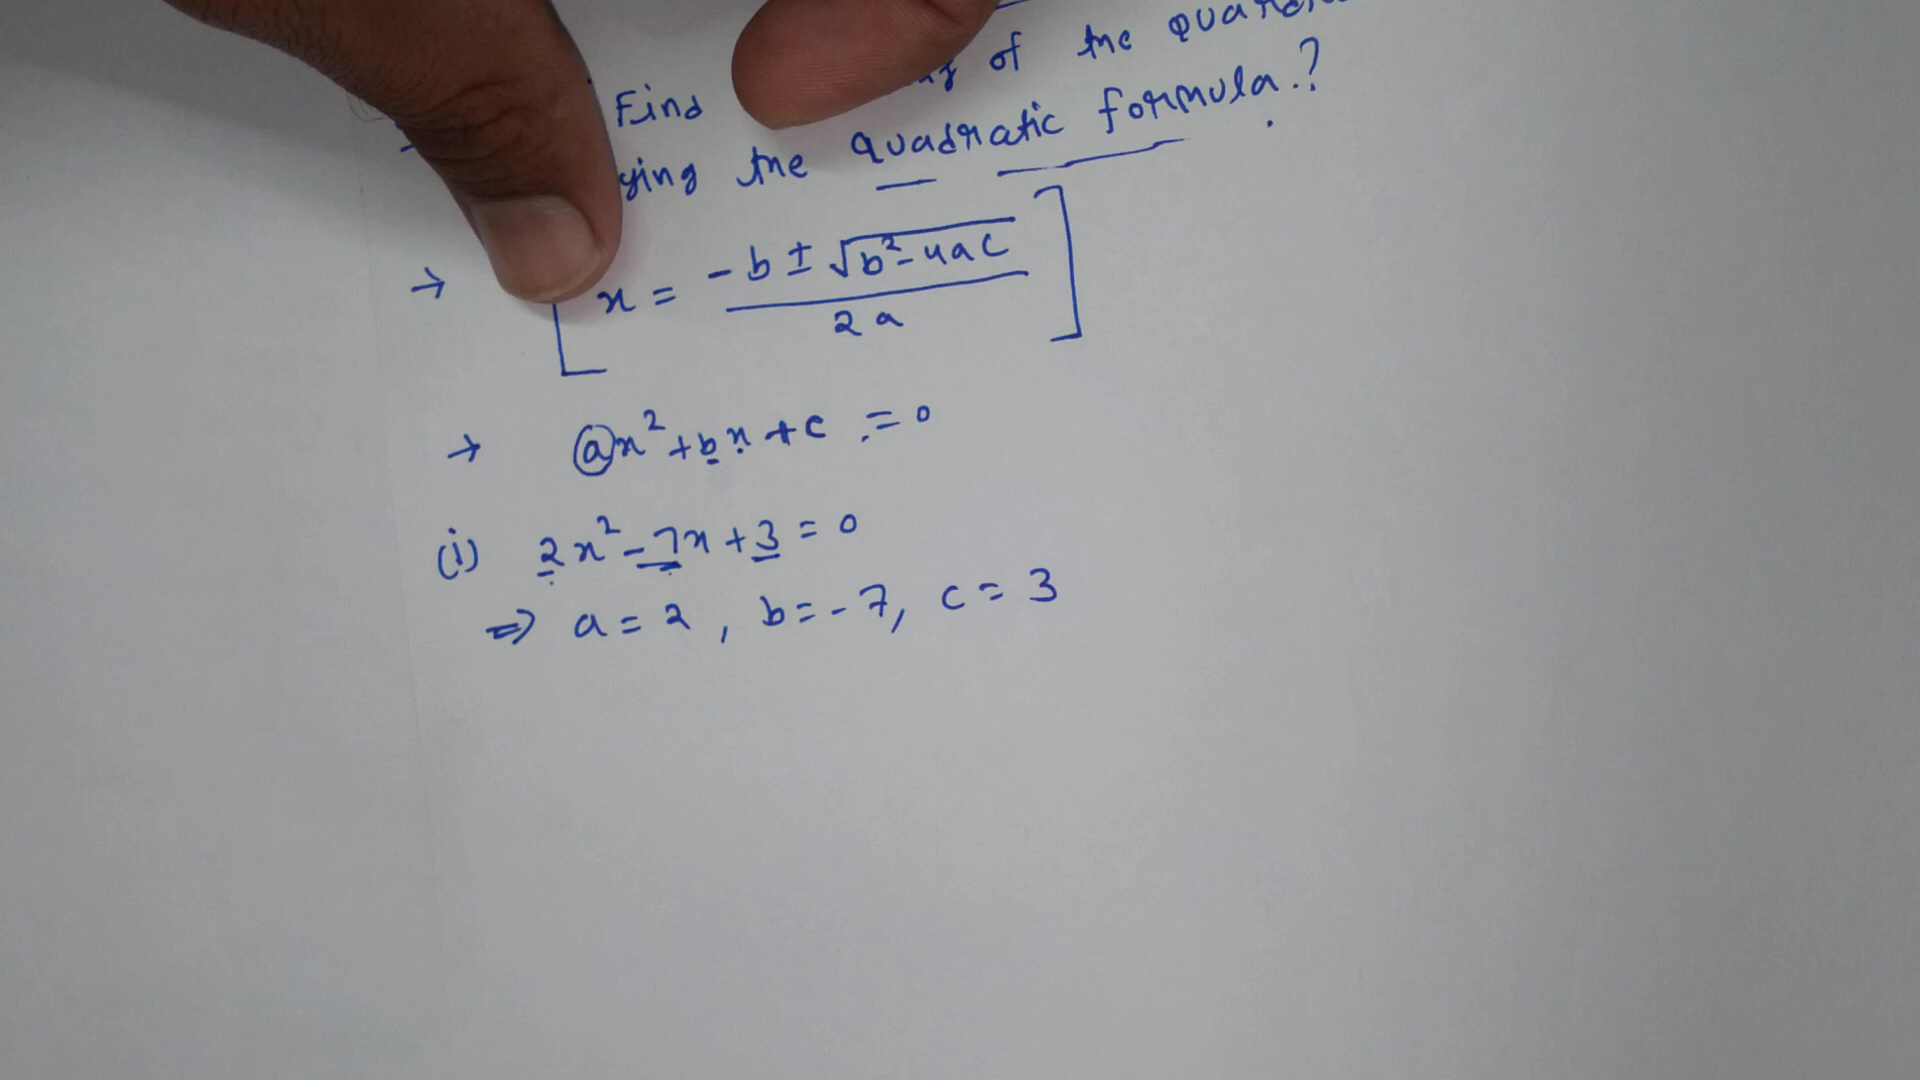 Find of the
the quadratic formula.?
→ [x = -b ± √b²-4ac / 2a]
→ ax²+bx+c = 0
(i) 2x²-7x+3 = 0
⇒ a = 2, b = -7, c = 3